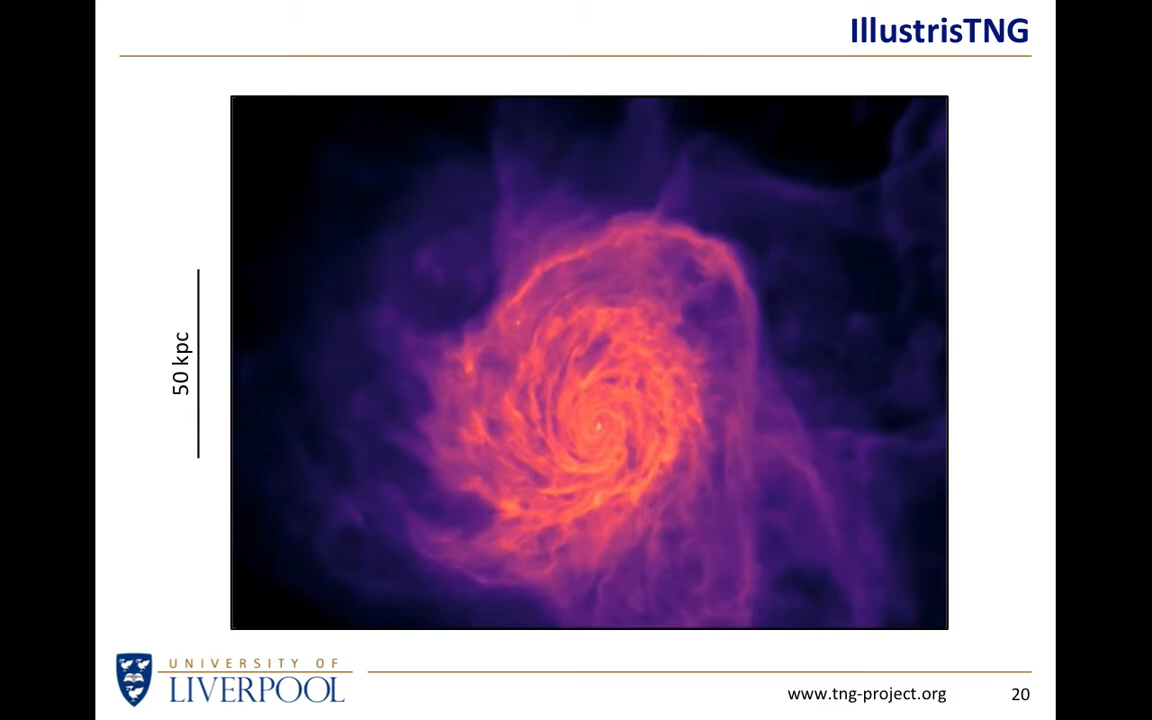 IllustrisTNG
50 kpc
UNIVERSITY OF
LIVERPOOL
www.tng-project.org
20